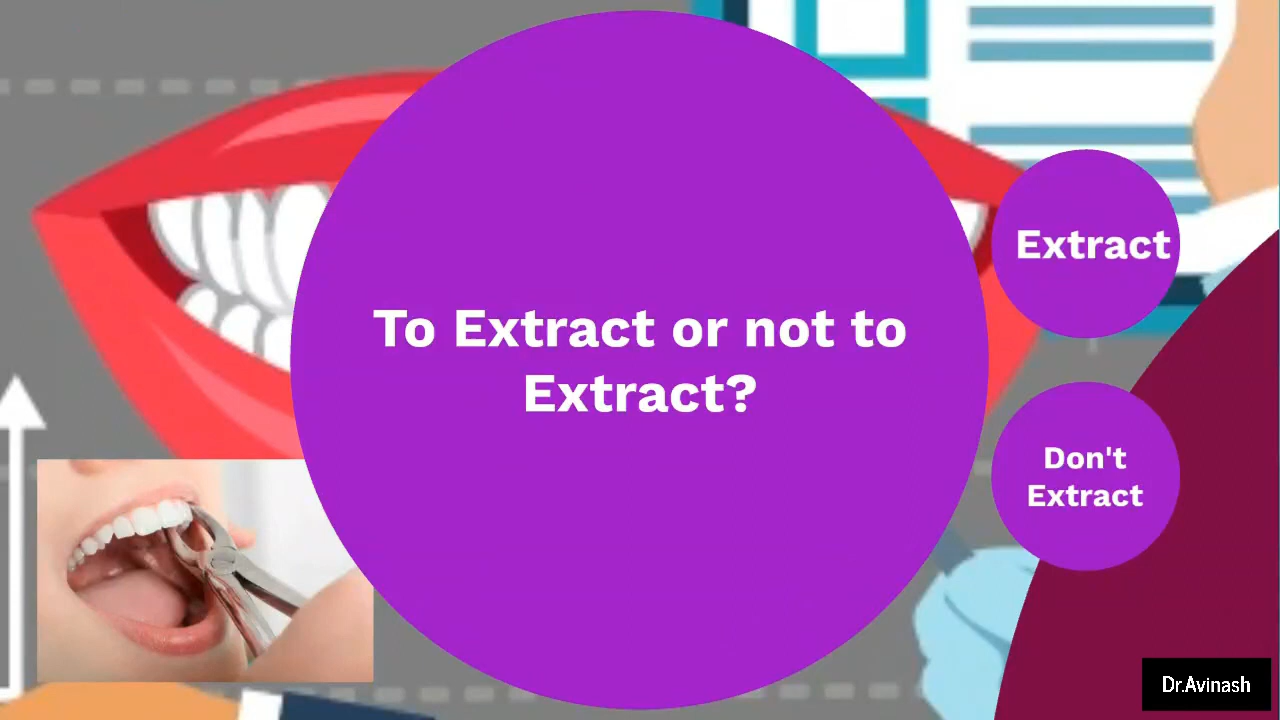 To Extract or not to
Extract?
Extract
Don't
Extract
Dr.Avinash